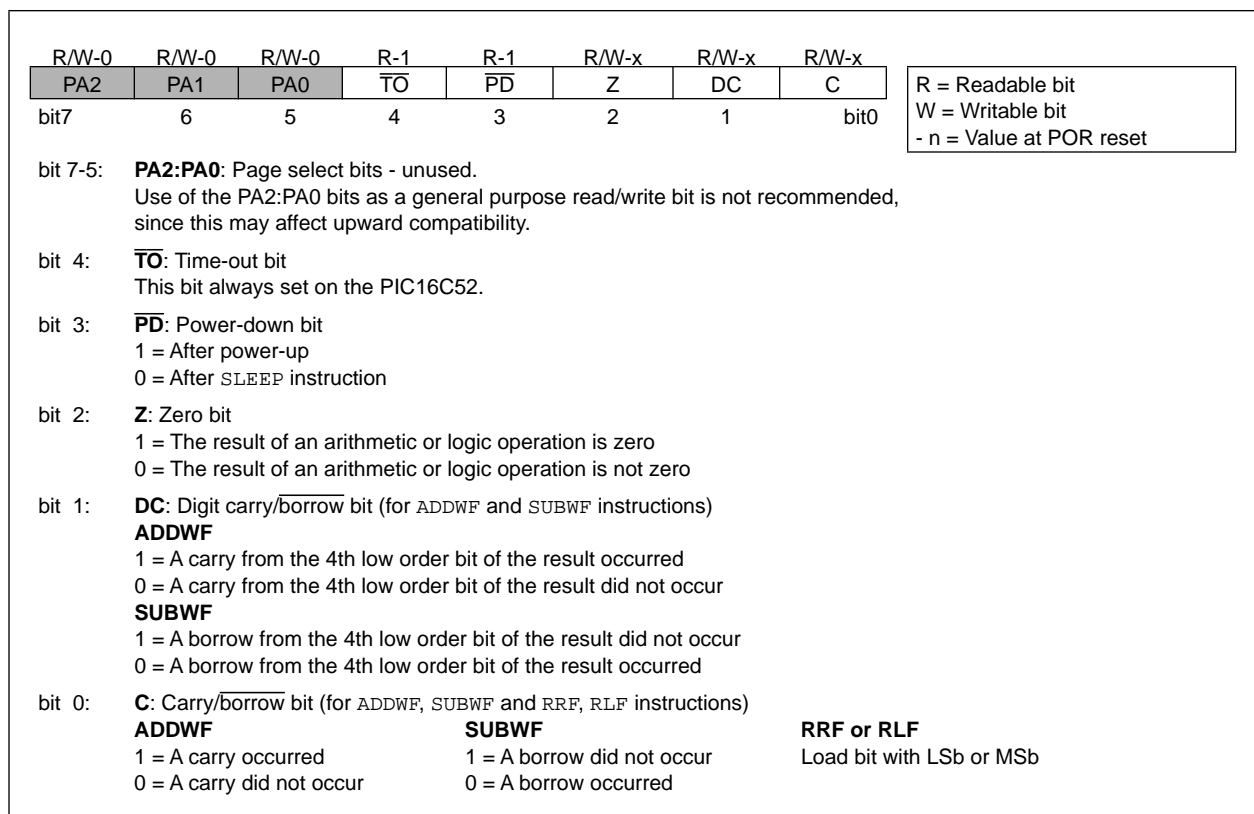 R/W-0 R/W-0 R/W-0 R-1 R-1 R/W-x R/W-x R/W-x
PA2 PA1 PA0 T̅O̅ P̅D̅ Z DC C
bit7 6 5 4 3 2 1 bit0
R = Readable bit
W = Writable bit
- n = Value at POR reset
bit 7-5: PA2:PA0: Page select bits - unused.
Use of the PA2:PA0 bits as a general purpose read/write bit is not recommended,
since this may affect upward compatibility.
bit 4: T̅O̅: Time-out bit
This bit always set on the PIC16C52.
bit 3: P̅D̅: Power-down bit
1 = After power-up
0 = After SLEEP instruction
bit 2: Z: Zero bit
1 = The result of an arithmetic or logic operation is zero
0 = The result of an arithmetic or logic operation is not zero
bit 1: DC: Digit carry/b̅o̅r̅r̅o̅w̅ bit (for ADDWF and SUBWF instructions)
ADDWF
1 = A carry from the 4th low order bit of the result occurred
0 = A carry from the 4th low order bit of the result did not occur
SUBWF
1 = A borrow from the 4th low order bit of the result did not occur
0 = A borrow from the 4th low order bit of the result occurred
bit 0: C: Carry/b̅o̅r̅r̅o̅w̅ bit (for ADDWF, SUBWF and RRF, RLF instructions)
ADDWF SUBWF RRF or RLF
1 = A carry occurred 1 = A borrow did not occur Load bit with LSb or MSb
0 = A carry did not occur 0 = A borrow occurred